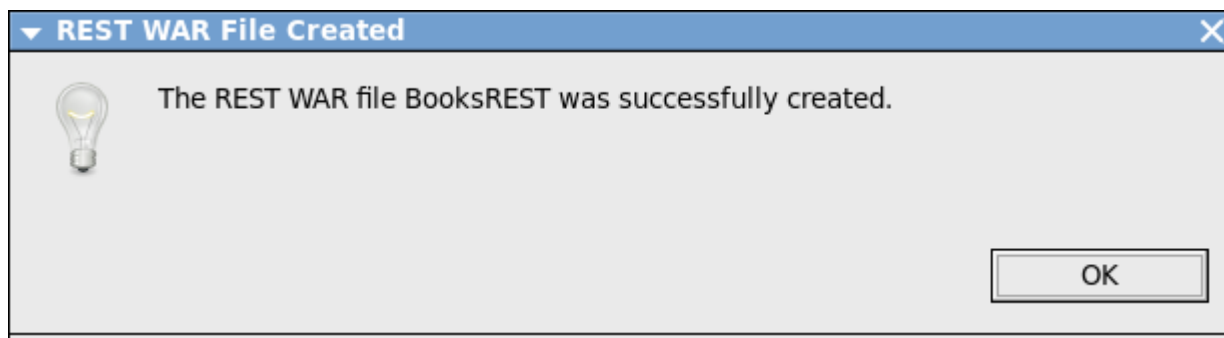 REST WAR File Created
The REST WAR file BooksREST was successfully created.
OK